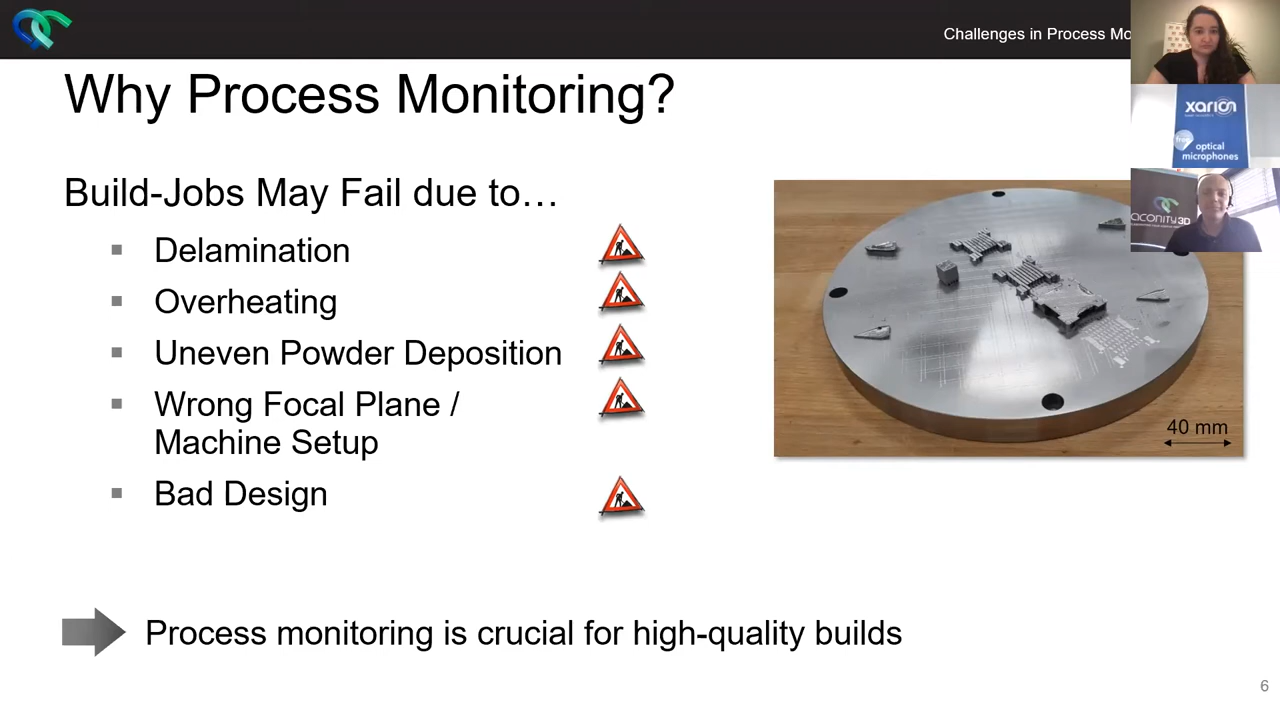 Challenges in Process Mo
Why Process Monitoring?
xarion
optical
microphones
Build-Jobs May Fail due to…
aconity3D
Delamination
Overheating
Uneven Powder Deposition
Wrong Focal Plane /
Machine Setup
Bad Design
40 mm
Process monitoring is crucial for high-quality builds
6